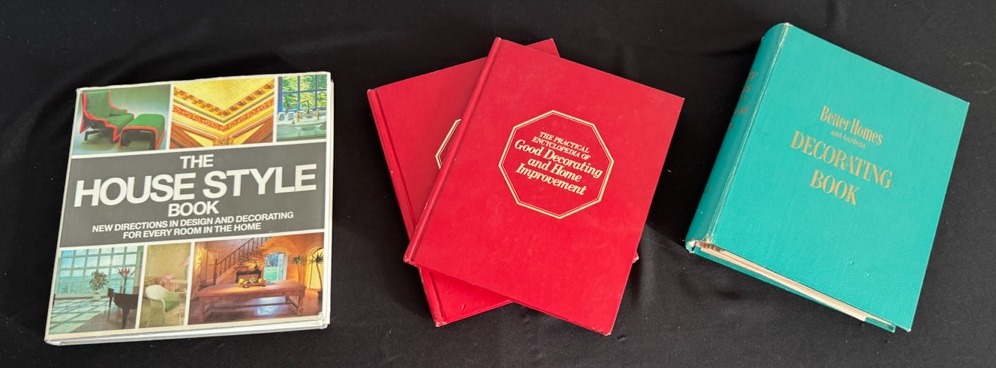 THE
HOUSE STYLE
BOOK
NEW DIRECTIONS IN DESIGN AND DECORATING
FOR EVERY ROOM IN THE HOME
THE PRACTICAL
ENCYCLOPEDIA OF
Good Decorating
and Home
Improvement
Better Homes
and Gardens
DECORATING
BOOK